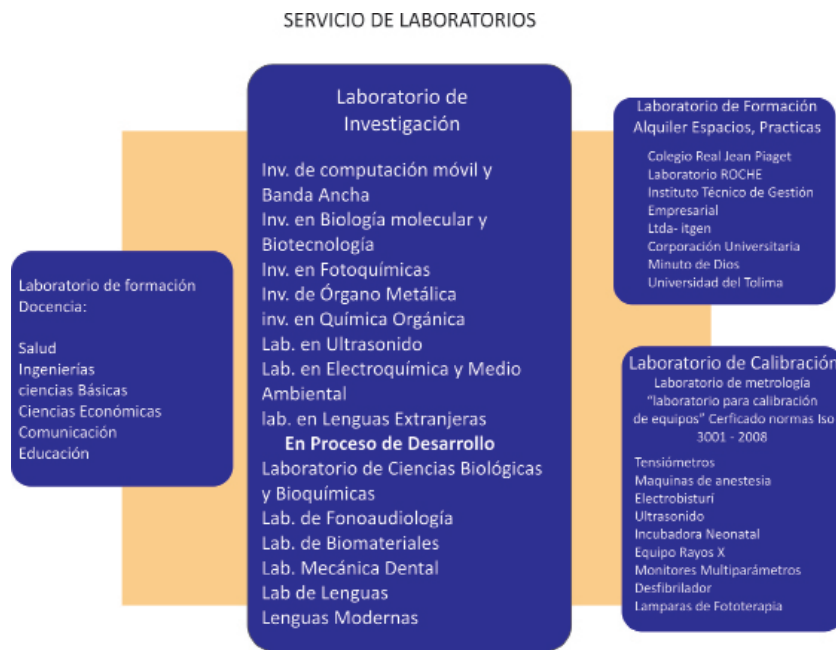 SERVICIO DE LABORATORIOS
Laboratorio de formación
Docencia:
Salud
Ingenierías
ciencias Básicas
Ciencias Económicas
Comunicación
Educación
Laboratorio de
Investigación
Inv. de computación móvil y
Banda Ancha
Inv. en Biología molecular y
Biotecnología
Inv. en Fotoquímicas
Inv. de Órgano Metálica
inv. en Química Orgánica
Lab. en Ultrasonido
Lab. en Electroquímica y Medio
Ambiental
lab. en Lenguas Extranjeras
En Proceso de Desarrollo
Laboratorio de Ciencias Biológicas
y Bioquímicas
Lab. de Fonoaudiología
Lab. de Biomateriales
Lab. Mecánica Dental
Lab de Lenguas
Lenguas Modernas
Laboratorio de Formación
Alquiler Espacios, Practicas
Colegio Real Jean Piaget
Laboratorio ROCHE
Instituto Técnico de Gestión
Empresarial
Ltda- itgen
Corporación Universitaria
Minuto de Dios
Universidad del Tolima
Laboratorio de Calibración
Laboratorio de metrología
“laboratorio para calibración
de equipos” Cerficado normas Iso
3001 - 2008
Tensiómetros
Maquinas de anestesia
Electrobisturí
Ultrasonido
Incubadora Neonatal
Equipo Rayos X
Monitores Multiparámetros
Desfibrilador
Lamparas de Fototerapia